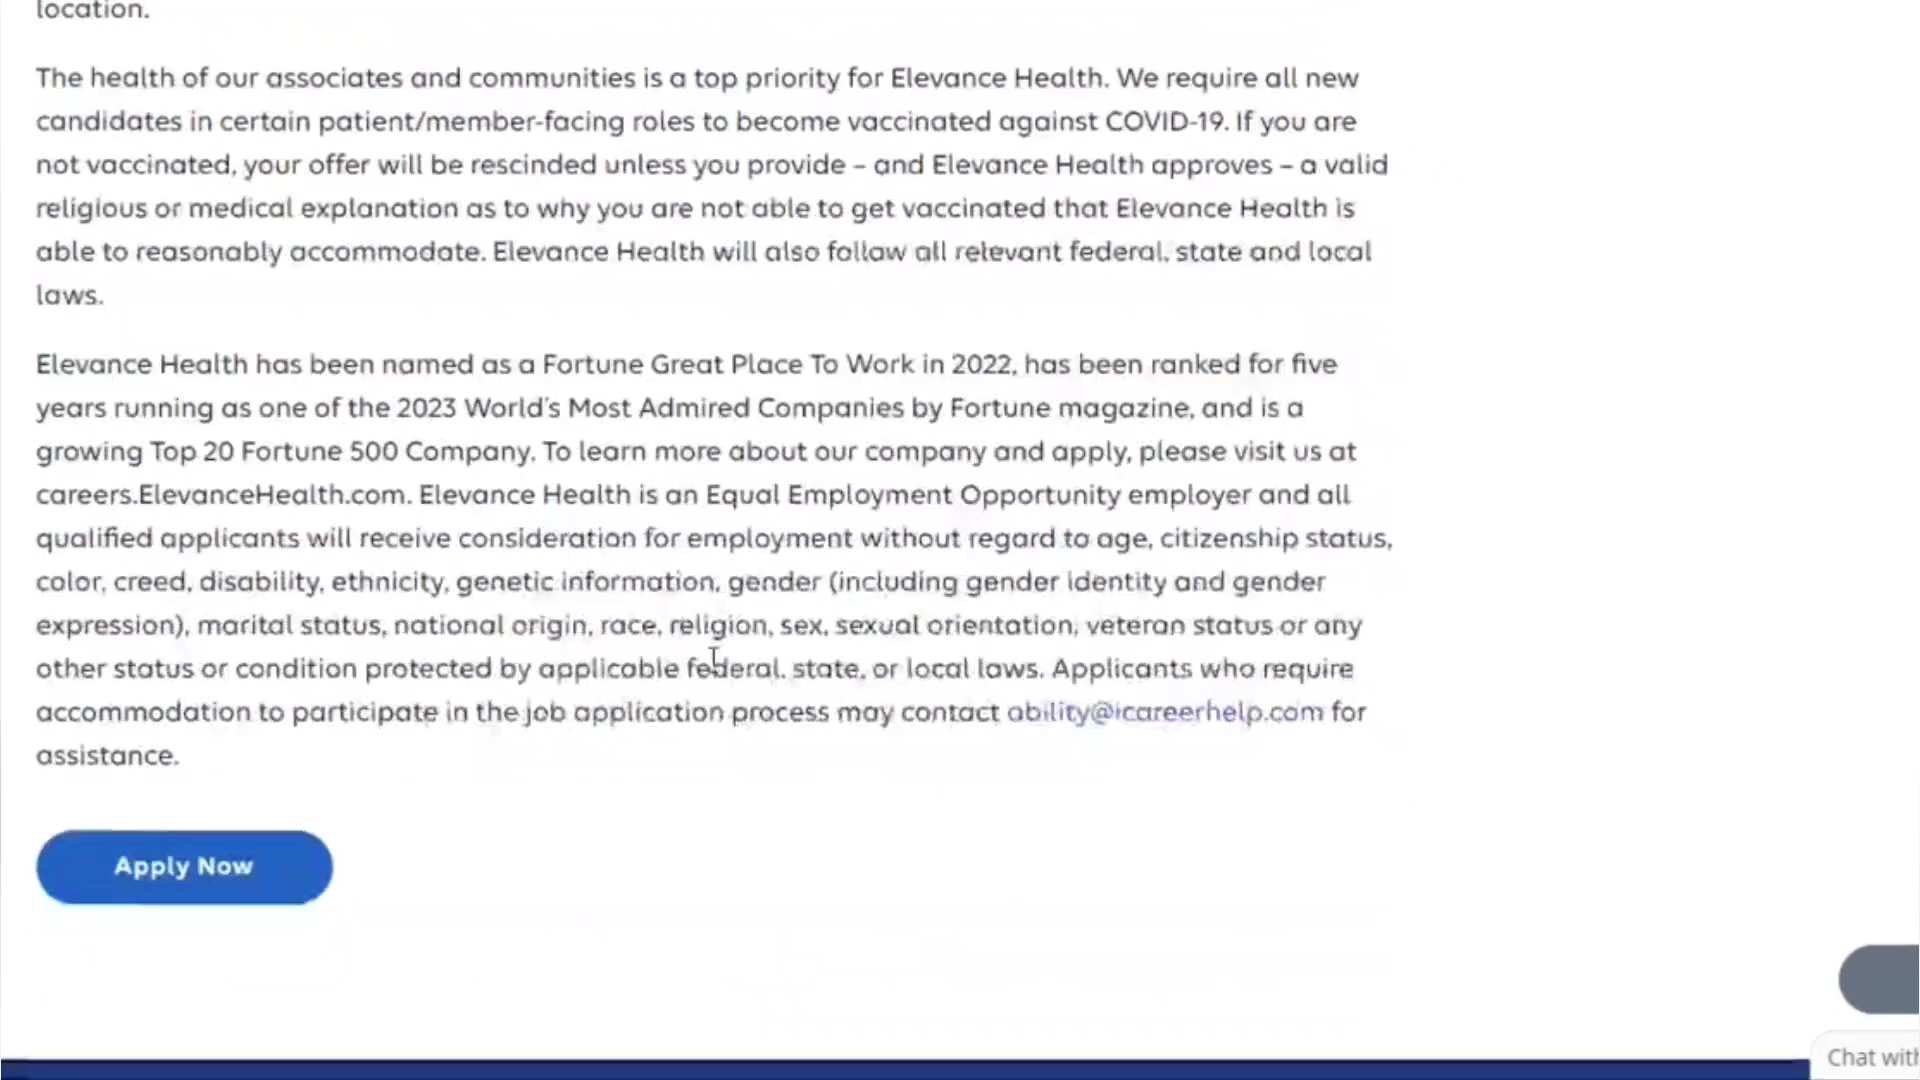 location.
The health of our associates and communities is a top priority for Elevance Health. We require all new
candidates in certain patient/member-facing roles to become vaccinated against COVID-19. If you are
not vaccinated, your offer will be rescinded unless you provide – and Elevance Health approves – a valid
religious or medical explanation as to why you are not able to get vaccinated that Elevance Health is
able to reasonably accommodate. Elevance Health will also follow all relevant federal, state and local
laws.
Elevance Health has been named as a Fortune Great Place To Work in 2022, has been ranked for five
years running as one of the 2023 World's Most Admired Companies by Fortune magazine, and is a
growing Top 20 Fortune 500 Company. To learn more about our company and apply, please visit us at
careers.ElevanceHealth.com. Elevance Health is an Equal Employment Opportunity employer and all
qualified applicants will receive consideration for employment without regard to age, citizenship status,
color, creed, disability, ethnicity, genetic information, gender (including gender identity and gender
expression), marital status, national origin, race, religion, sex, sexual orientation, veteran status or any
other status or condition protected by applicable federal, state, or local laws. Applicants who require
accommodation to participate in the job application process may contact ability@icareerhelp.com for
assistance.
Apply Now
Chat with